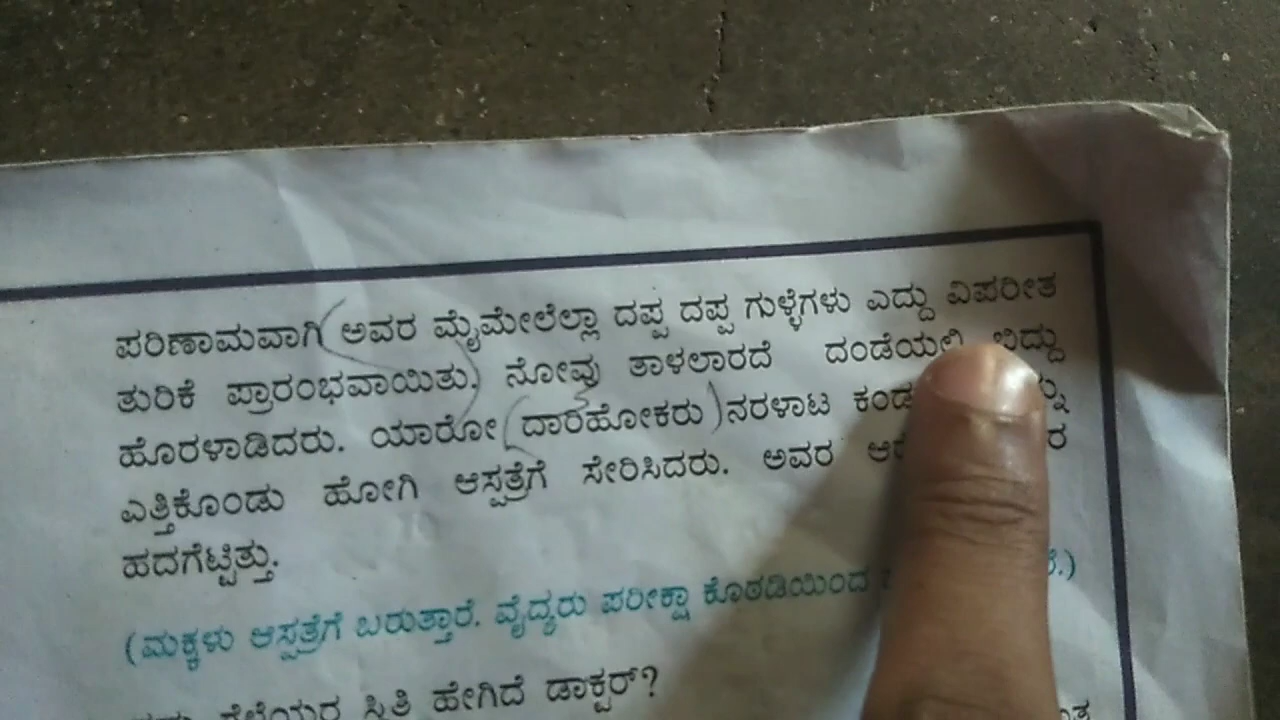 ಪರಿಣಾಮವಾಗಿ ಅವರ ಮೈಮೇಲೆಲ್ಲಾ ದಪ್ಪ ದಪ್ಪ ಗುಳ್ಳೆಗಳು ಎದ್ದು ವಿಪರೀತ
ತುರಿಕೆ ಪ್ರಾರಂಭವಾಯಿತು. ನೋವು ತಾಳಲಾರದೆ ದಂಡೆಯಲ್ಲಿ ಬಿದ್ದು
ಹೊರಳಾಡಿದರು. ಯಾರೋ (ದಾರಿಹೋಕರು) ನರಳಾಟ
ಎತ್ತಿಕೊಂಡು ಹೋಗಿ ಆಸ್ಪತ್ರೆಗೆ ಸೇರಿಸಿದರು. ಅವರ
ಹದಗೆಟ್ಟಿತ್ತು.
(ಮಕ್ಕಳು ಆಸ್ಪತ್ರೆಗೆ ಬರುತ್ತಾರೆ. ವೈದ್ಯರು ಪರೀಕ್ಷಾ ಕೊಠಡಿಯಿಂದ
ಸ್ಥಿತಿ ಹೇಗಿದೆ ಡಾಕ್ಟರ್?